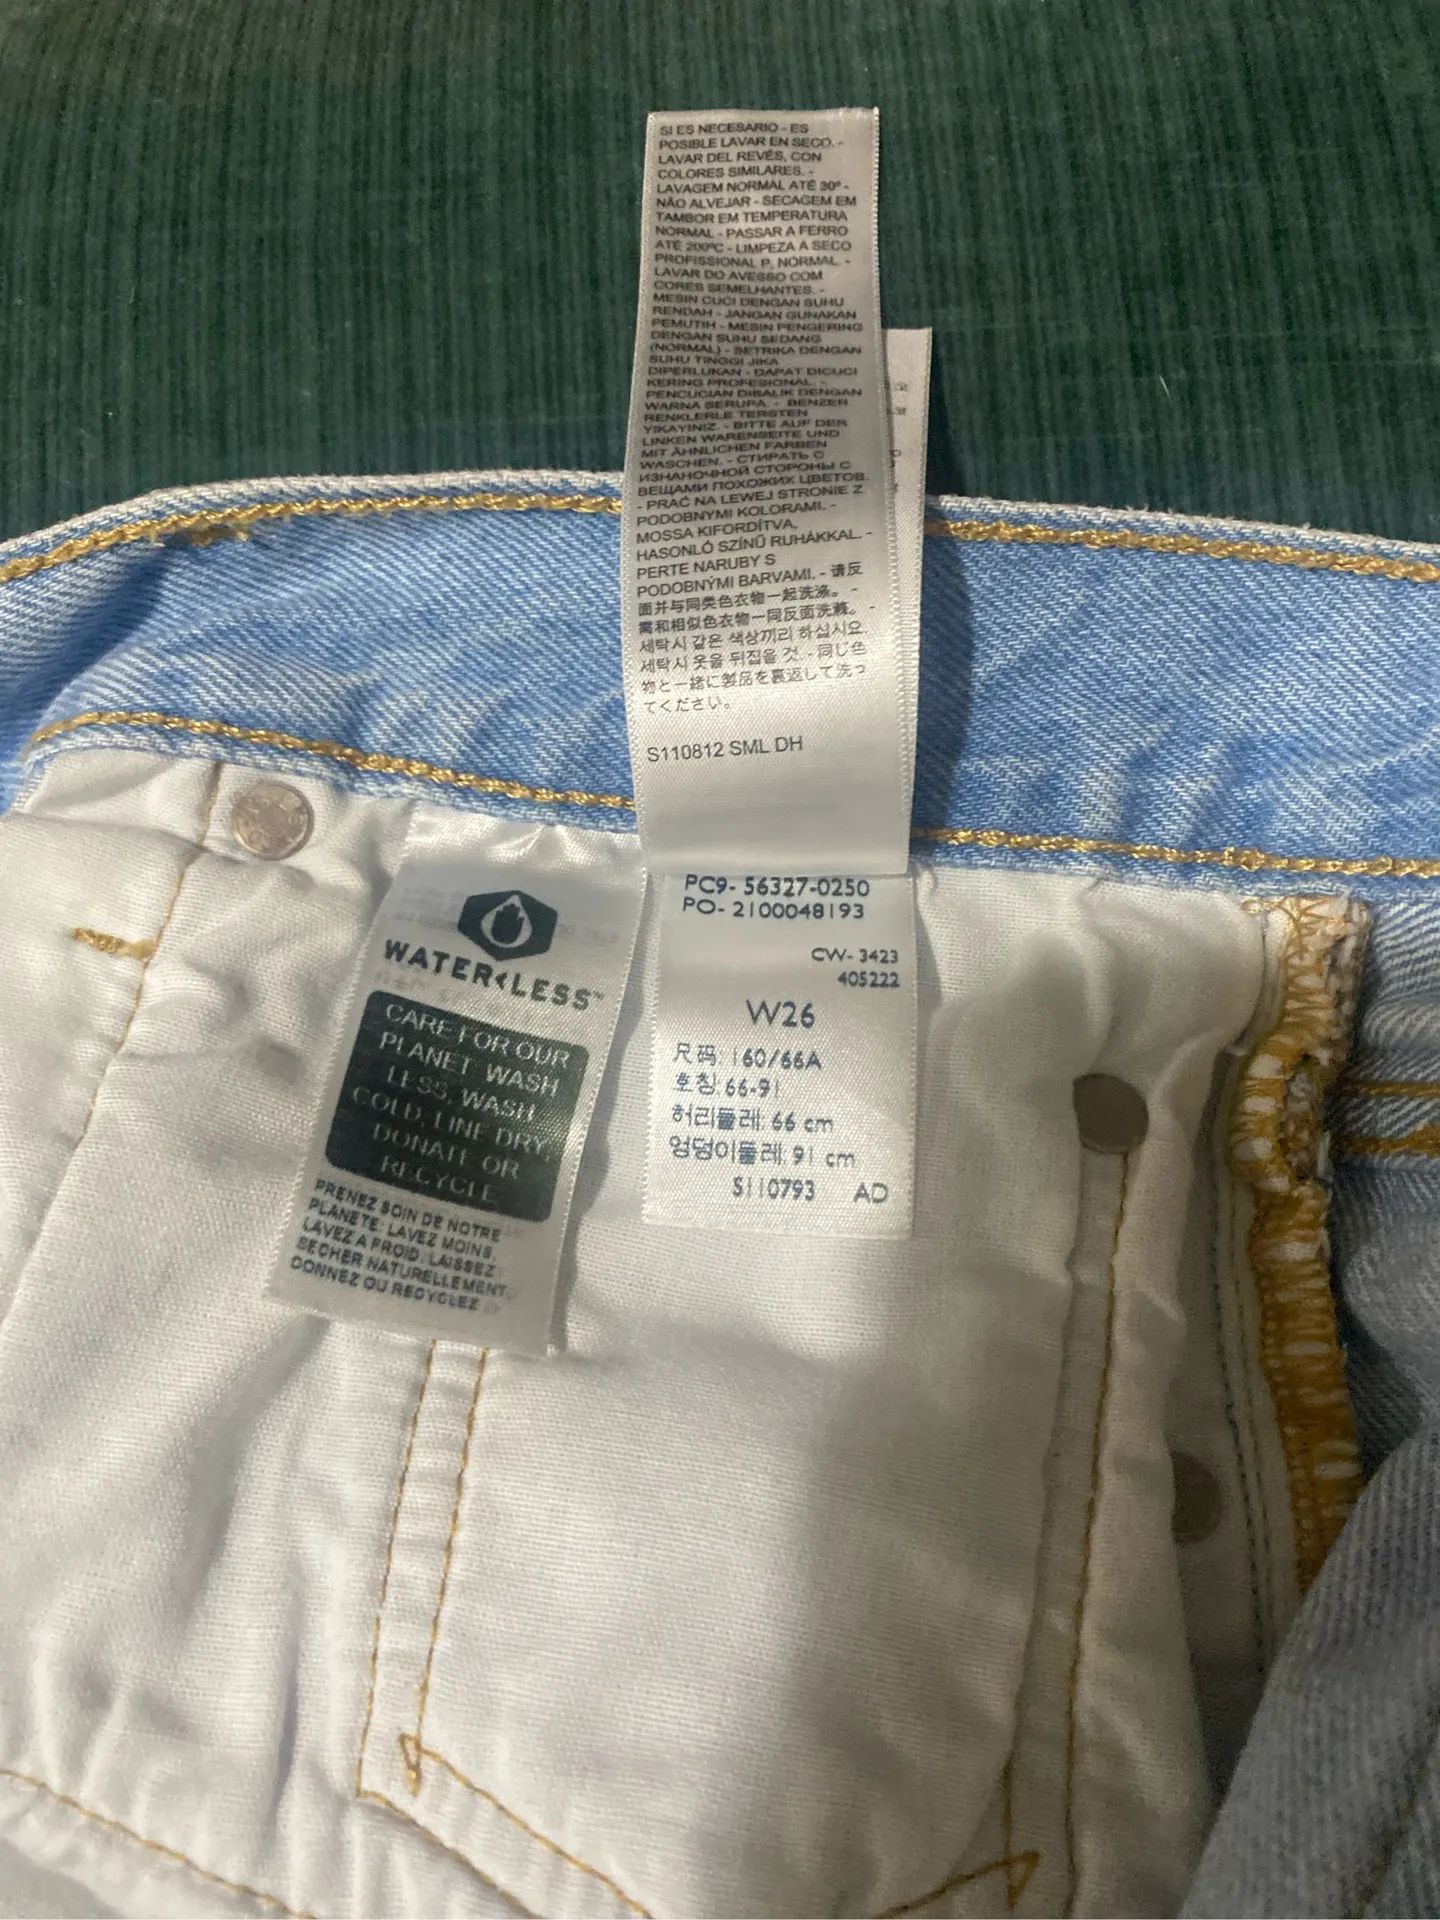 SI ES NECESARIO - ES
POSIBLE LAVAR EN SECO. -
LAVAR DEL REVÉS, CON
COLORES SIMILARES. -
LAVAGEM NORMAL ATÉ 30º -
NÃO ALVEJAR - SECAGEM EM
TAMBOR EM TEMPERATURA
NORMAL - PASSAR A FERRO
ATÉ 200ºC - LIMPEZA A SECO
PROFISSIONAL P, NORMAL. -
LAVAR DO AVESSO COM
CORES SEMELHANTES. -
MESIN CUCI DENGAN SUHU
RENDAH - JANGAN GUNAKAN
PEMUTIH - MESIN PENGERING
DENGAN SUHU SEDANG
(NORMAL) - SETRIKA DENGAN
SUHU TINGGI JIKA
DIPERLUKAN - DAPAT DICUCI
KERING PROFESIONAL. -
PENCUCIAN DIBALIK DENGAN
WARNA SERUPA. - BENZER
RENKLERLE TERSTEN
YIKAYINIZ. - BITTE AUF DER
LINKEN WARENSEITE UND
MIT ÄHNLICHEN FARBEN
WASCHEN. - СТИРАТЬ С
ИЗНАНОЧНОЙ СТОРОНЫ С
ВЕЩАМИ ПОХОЖИХ ЦВЕТОВ.
- PRAĆ NA LEWEJ STRONIE Z
PODOBNYMI KOLORAMI. -
MOSSA KIFORDÍTVA,
HASONLÓ SZÍNŰ RUHÁKKAL. -
PERTE NARUBY S
PODOBNÝMI BARVAMI. - 请反
面并与同类色衣物一起洗涤。 -
需和相似色衣物一同反面洗滌。 -
세탁시 같은 색상끼리 하십시요.
세탁시 옷을 뒤집을 것. - 同じ色
物と一緒に製品を裏返して洗っ
てください。
S110812 SML DH
WATER<LESS™
CARE FOR OUR
PLANET: WASH
LESS, WASH
COLD, LINE DRY,
DONATE OR
RECYCLE
PRENEZ SOIN DE NOTRE
PLANÈTE: LAVEZ MOINS,
LAVEZ À FROID, LAISSEZ
SÉCHER NATURELLEMENT,
DONNEZ OU RECYCLEZ
PC9- 56327-0250
PO- 2100048193
CW- 3423
405222
W26
尺码 160/66A
호칭: 66-91
허리둘레: 66 cm
엉덩이둘레: 91 cm
S110793 AD